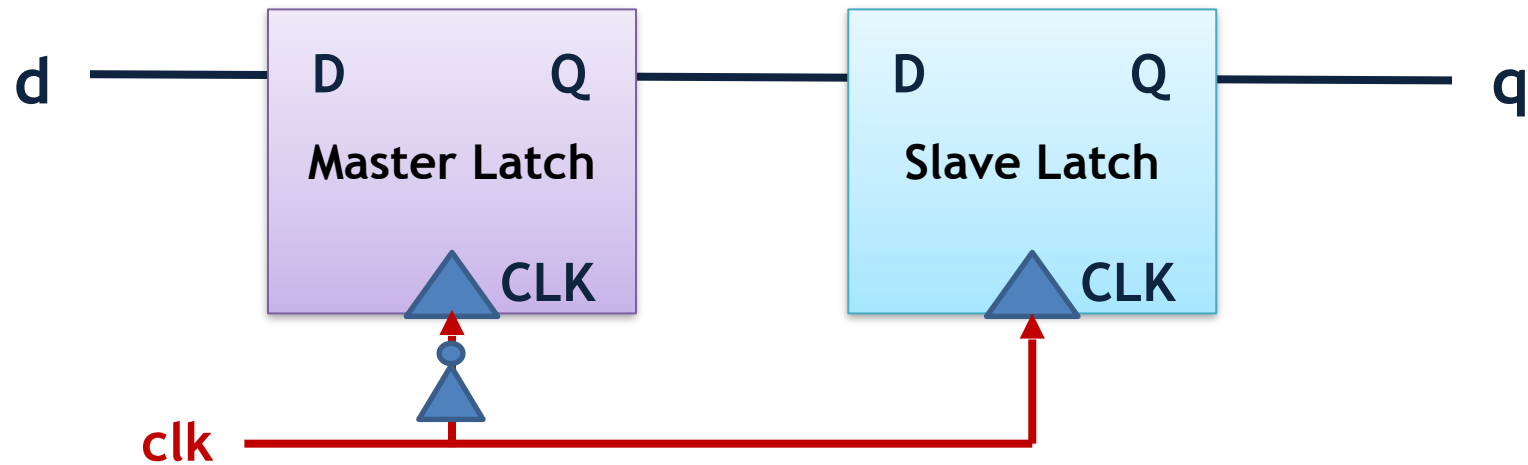 d
D Q
Master Latch
CLK
D Q
Slave Latch
CLK
q
clk